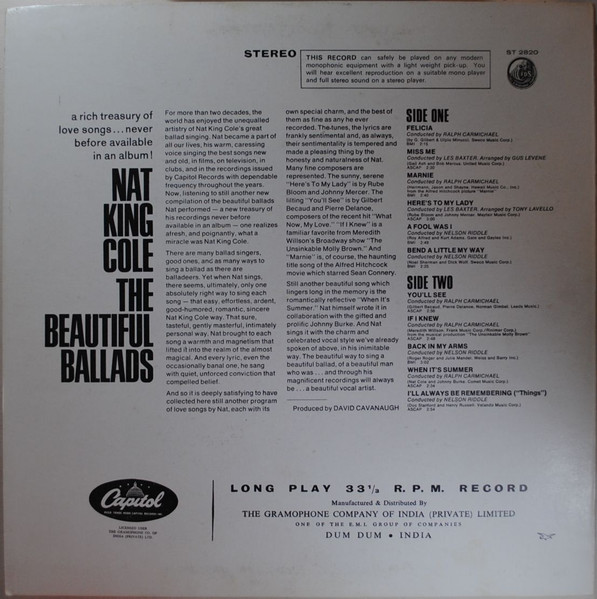 STEREO
THIS RECORD can safely be played on any modern
monophonic equipment with a light weight pick-up. You
will hear excellent reproduction on a suitable mono player
and full stereo sound on a stereo player.
ST 2820
a rich treasury of
love songs...never
before available
in an album!
NAT
KING
COLE
THE
BEAUTIFUL
BALLADS
For more than two decades, the
world has enjoyed the unequalled
artistry of Nat King Cole's great
ballad singing. Nat became a part of
all our lives, his warm, caressing
voice singing the best songs new
and old, in films, on television, in
clubs, and in the recordings issued
by Capitol Records with dependable
frequency throughout the years.
Now, listening to still another new
compilation of the beautiful ballads
Nat performed — a new treasury of
his recordings never before
available in an album — one realizes
afresh, and poignantly, what a
miracle was Nat King Cole.
There are many ballad singers,
good ones, and as many ways to
sing a ballad as there are
balladeers. Yet when Nat sings,
there seems, ultimately, only one
absolutely right way to sing each
song — that easy, effortless, ardent,
good-humored, romantic, sincere
Nat King Cole way. That sure,
tasteful, gently masterful, intimately
personal way. Nat brought to each
song a warmth and magnetism that
lifted it into the realm of the almost
magical. And every lyric, even the
occasionally banal one, he sang
with quiet, unforced conviction that
compelled belief.
And so it is deeply satisfying to have
collected here still another program
of love songs by Nat, each with its
own special charm, and the best of
them as fine as any he ever
recorded. The tunes, the lyrics are
frankly sentimental and, as always,
their sentimentality is tempered and
made a pleasing thing by the
honesty and naturalness of Nat.
Many fine composers are
represented. The sunny, serene
"Here's To My Lady" is by Rube
Bloom and Johnny Mercer. The
lilting "You'll See" is by Gilbert
Becaud and Pierre Delanoe,
composers of the recent hit "What
Now, My Love." "If I Knew" is a
familiar favorite from Meredith
Willson's Broadway show "The
Unsinkable Molly Brown." And
"Marnie" is, of course, the haunting
title song of the Alfred Hitchcock
movie which starred Sean Connery.
Still another beautiful song which
lingers long in the memory is the
romantically reflective "When It's
Summer." Nat himself wrote it in
collaboration with the gifted and
prolific Johnny Burke. And Nat
sings it with the charm and
celebrated vocal style we've already
spoken of above, in his inimitable
way. The beautiful way to sing a
beautiful ballad, of a beautiful man
who was . . . and through his
magnificent recordings will always
be . . . a beautiful vocal artist.
Produced by DAVID CAVANAUGH
SIDE ONE
FELICIA
Conducted by RALPH CARMICHAEL
MISS ME
Conducted by LES BAXTER. Arranged by GUS LEVENE
MARNIE
Conducted by RALPH CARMICHAEL
HERE'S TO MY LADY
Conducted by LES BAXTER. Arranged by TONY LAVELLO
A FOOL WAS I
Conducted by NELSON RIDDLE
BEND A LITTLE MY WAY
Conducted by NELSON RIDDLE
SIDE TWO
YOU'LL SEE
Conducted by RALPH CARMICHAEL
IF I KNEW
Conducted by RALPH CARMICHAEL
BACK IN MY ARMS
Conducted by NELSON RIDDLE
WHEN IT'S SUMMER
Conducted by RALPH CARMICHAEL
I'LL ALWAYS BE REMEMBERING ("Things")
Conducted by NELSON RIDDLE
Capitol
LONG PLAY 33 1/3 R.P.M. RECORD
Manufactured & Distributed By
THE GRAMOPHONE COMPANY OF INDIA (PRIVATE) LIMITED
ONE OF THE E.M.I. GROUP OF COMPANIES
DUM DUM • INDIA